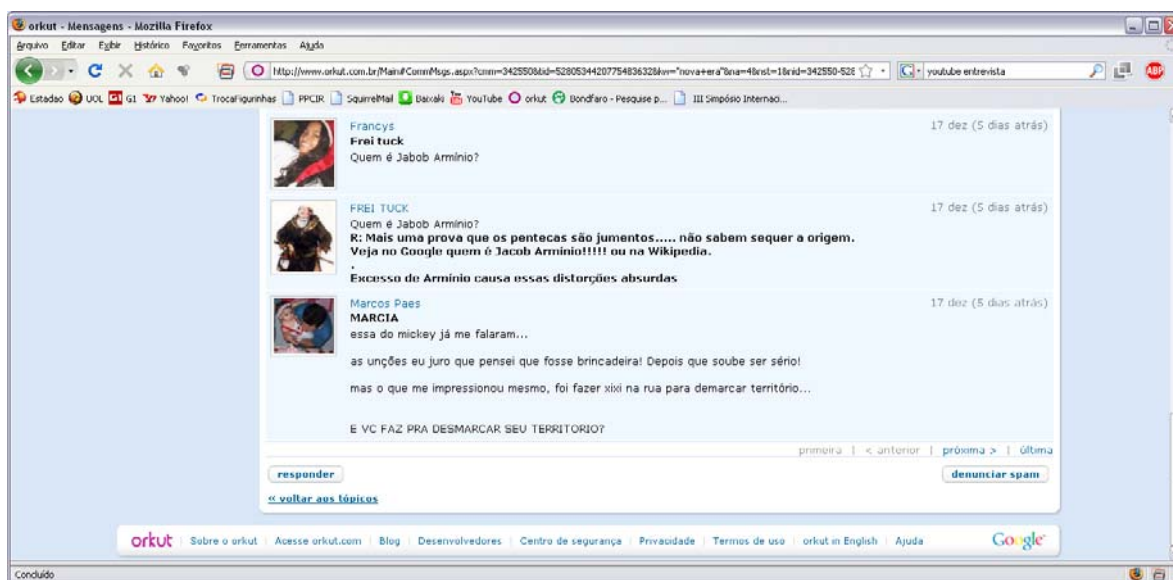 orkut - Mensagens - Mozilla Firefox
Arquivo Editar Exibir Histórico Favoritos Ferramentas Ajuda
youtube entrevista
ABP
Estadao UOL G1 Yahoo! TrocaFigurinhas PPCIR SquirrelMail Baixaki YouTube orkut Bondfaro - Pesquise p... III Simpósio Internaci...
Francys 17 dez (5 dias atrás)
Frei tuck
Quem é Jabob Armínio?
FREI TUCK 17 dez (5 dias atrás)
Quem é Jabob Armínio?
R: Mais uma prova que os pentecas são jumentos..... não sabem sequer a origem.
Veja no Google quem é Jacob Armínio!!!!! ou na Wikipedia.
.
Excesso de Armínio causa essas distorções absurdas
Marcos Paes 17 dez (5 dias atrás)
MARCIA
essa do mickey já me falaram...
as unções eu juro que pensei que fosse brincadeira! Depois que soube ser sério!
mas o que me impressionou mesmo, foi fazer xixi na rua para demarcar território...
E VC FAZ PRA DESMARCAR SEU TERRITORIO?
primeira | < anterior | próxima > | última
responder denunciar spam
« voltar aos tópicos
orkut Sobre o orkut | Acesse orkut.com | Blog | Desenvolvedores | Centro de segurança | Privacidade | Termos de uso | orkut in English | Ajuda Google
Concluído